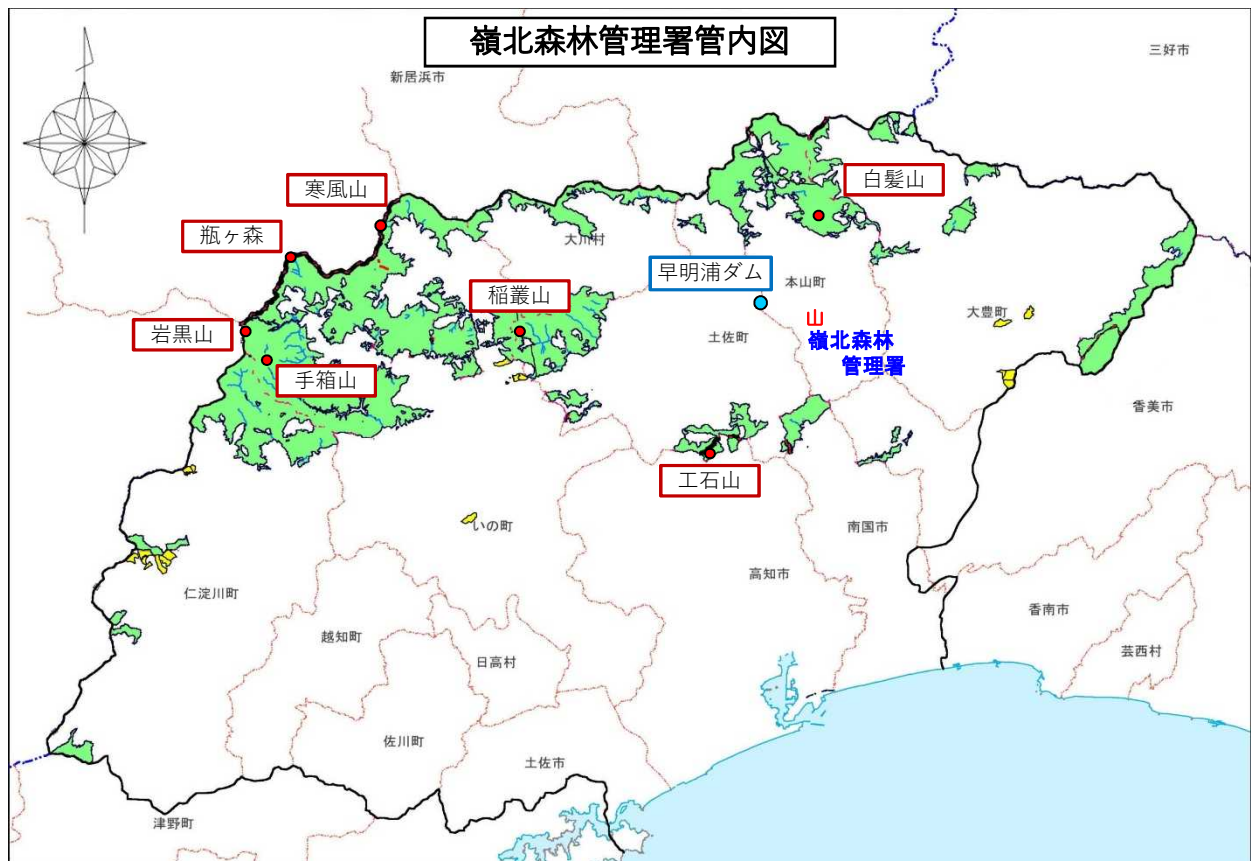 嶺北森林管理署管内図
三好市
新居浜市
寒風山
白髪山
瓶ヶ森
大川村
早明浦ダム
本山町
稲叢山
大豊町
岩黒山
土佐町
山
嶺北森林
管理署
手箱山
香美市
工石山
いの町
南国市
高知市
仁淀川町
香南市
越知町
日高村
芸西村
佐川町
土佐市
津野町